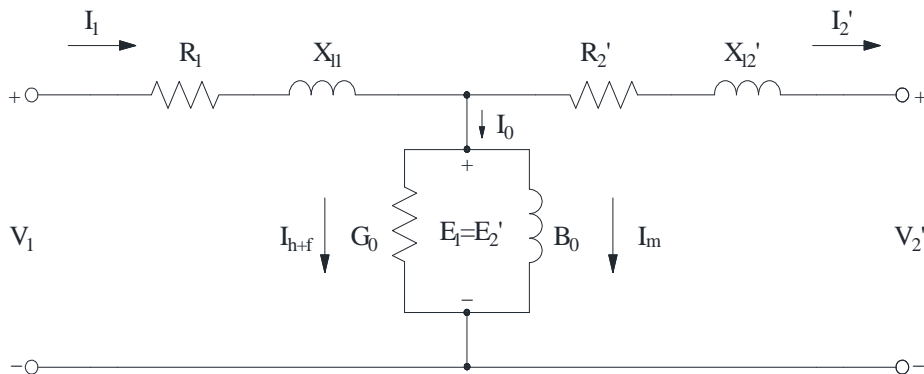 I1
I2'
R1
Xl1
R2'
Xl2'
+
+
I0
+
V1
Ih+f
G0
E1=E2'
B0
Im
V2'
−
−
−